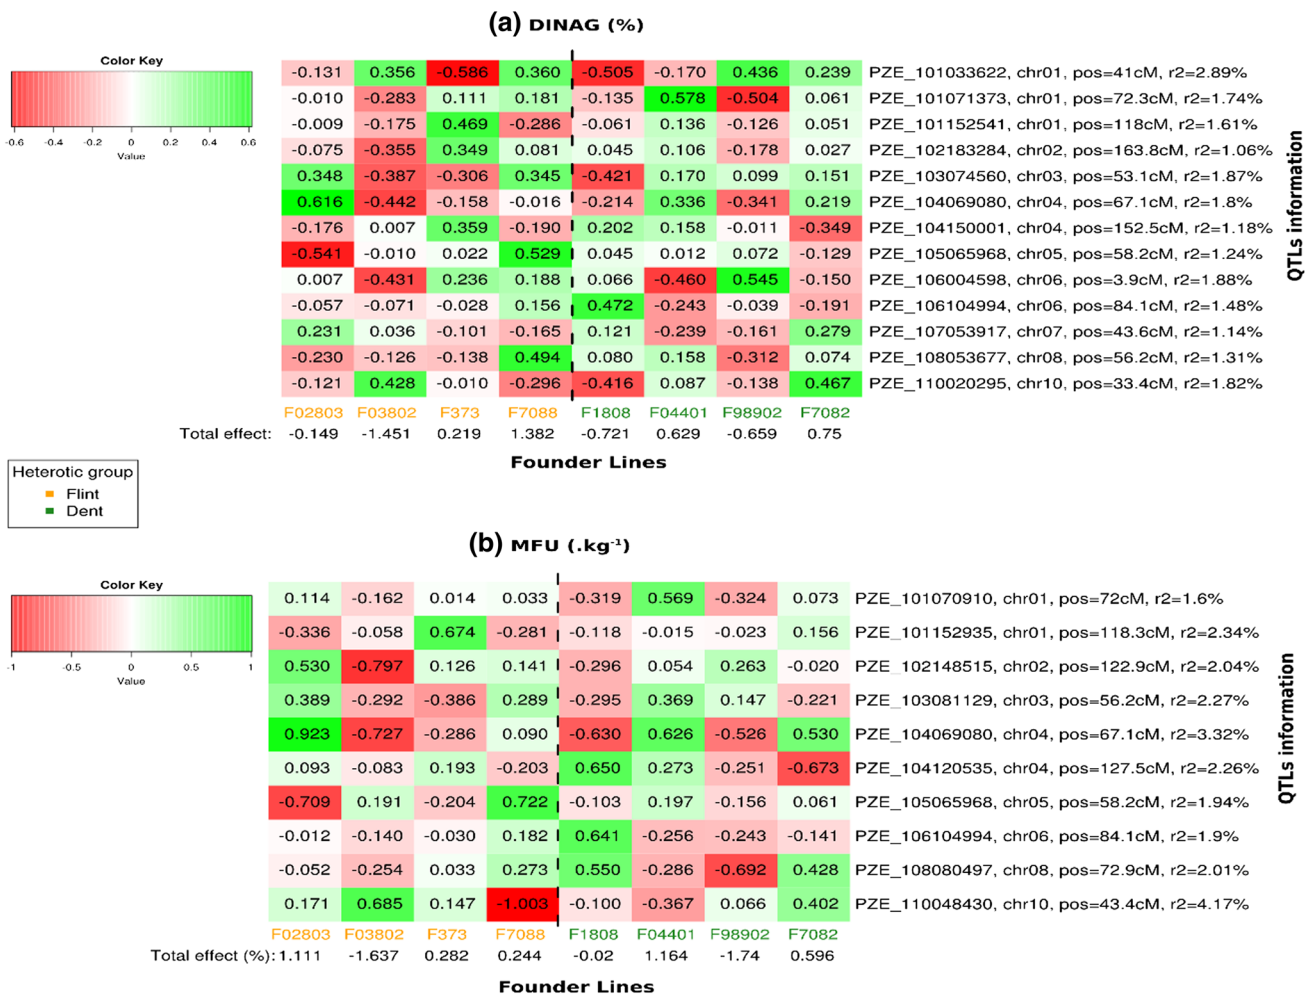 (a) DINAG (%)
Color Key
-0.6 -0.4 -0.2 0 0.2 0.4 0.6
Value
-0.131 0.356 -0.586 0.360 -0.505 -0.170 0.436 0.239 PZE_101033622, chr01, pos=41cM, r2=2.89%
-0.010 -0.283 0.111 0.181 -0.135 0.578 -0.504 0.061 PZE_101071373, chr01, pos=72.3cM, r2=1.74%
-0.009 -0.175 0.469 -0.286 -0.061 0.136 -0.126 0.051 PZE_101152541, chr01, pos=118cM, r2=1.61%
-0.075 -0.355 0.349 0.081 0.045 0.106 -0.178 0.027 PZE_102183284, chr02, pos=163.8cM, r2=1.06%
0.348 -0.387 -0.306 0.345 -0.421 0.170 0.099 0.151 PZE_103074560, chr03, pos=53.1cM, r2=1.87%
0.616 -0.442 -0.158 -0.016 -0.214 0.336 -0.341 0.219 PZE_104069080, chr04, pos=67.1cM, r2=1.8%
-0.176 0.007 0.359 -0.190 0.202 0.158 -0.011 -0.349 PZE_104150001, chr04, pos=152.5cM, r2=1.18%
-0.541 -0.010 0.022 0.529 0.045 0.012 0.072 -0.129 PZE_105065968, chr05, pos=58.2cM, r2=1.24%
0.007 -0.431 0.236 0.188 0.066 -0.460 0.545 -0.150 PZE_106004598, chr06, pos=3.9cM, r2=1.88%
-0.057 -0.071 -0.028 0.156 0.472 -0.243 -0.039 -0.191 PZE_106104994, chr06, pos=84.1cM, r2=1.48%
0.231 0.036 -0.101 -0.165 0.121 -0.239 -0.161 0.279 PZE_107053917, chr07, pos=43.6cM, r2=1.14%
-0.230 -0.126 -0.138 0.494 0.080 0.158 -0.312 0.074 PZE_108053677, chr08, pos=56.2cM, r2=1.31%
-0.121 0.428 -0.010 -0.296 -0.416 0.087 -0.138 0.467 PZE_110020295, chr10, pos=33.4cM, r2=1.82%
QTLs information
F02803 F03802 F373 F7088 F1808 F04401 F98902 F7082
Total effect: -0.149 -1.451 0.219 1.382 -0.721 0.629 -0.659 0.75
Founder Lines
Heterotic group
Flint
Dent
(b) MFU (.kg⁻¹)
Color Key
-1 -0.5 0 0.5 1
Value
0.114 -0.162 0.014 0.033 -0.319 0.569 -0.324 0.073 PZE_101070910, chr01, pos=72cM, r2=1.6%
-0.336 -0.058 0.674 -0.281 -0.118 -0.015 -0.023 0.156 PZE_101152935, chr01, pos=118.3cM, r2=2.34%
0.530 -0.797 0.126 0.141 -0.296 0.054 0.263 -0.020 PZE_102148515, chr02, pos=122.9cM, r2=2.04%
0.389 -0.292 -0.386 0.289 -0.295 0.369 0.147 -0.221 PZE_103081129, chr03, pos=56.2cM, r2=2.27%
0.923 -0.727 -0.286 0.090 -0.630 0.626 -0.526 0.530 PZE_104069080, chr04, pos=67.1cM, r2=3.32%
0.093 -0.083 0.193 -0.203 0.650 0.273 -0.251 -0.673 PZE_104120535, chr04, pos=127.5cM, r2=2.26%
-0.709 0.191 -0.204 0.722 -0.103 0.197 -0.156 0.061 PZE_105065968, chr05, pos=58.2cM, r2=1.94%
-0.012 -0.140 -0.030 0.182 0.641 -0.256 -0.243 -0.141 PZE_106104994, chr06, pos=84.1cM, r2=1.9%
-0.052 -0.254 0.033 0.273 0.550 -0.286 -0.692 0.428 PZE_108080497, chr08, pos=72.9cM, r2=2.01%
0.171 0.685 0.147 -1.003 -0.100 -0.367 0.066 0.402 PZE_110048430, chr10, pos=43.4cM, r2=4.17%
QTLs information
F02803 F03802 F373 F7088 F1808 F04401 F98902 F7082
Total effect (%): 1.111 -1.637 0.282 0.244 -0.02 1.164 -1.74 0.596
Founder Lines